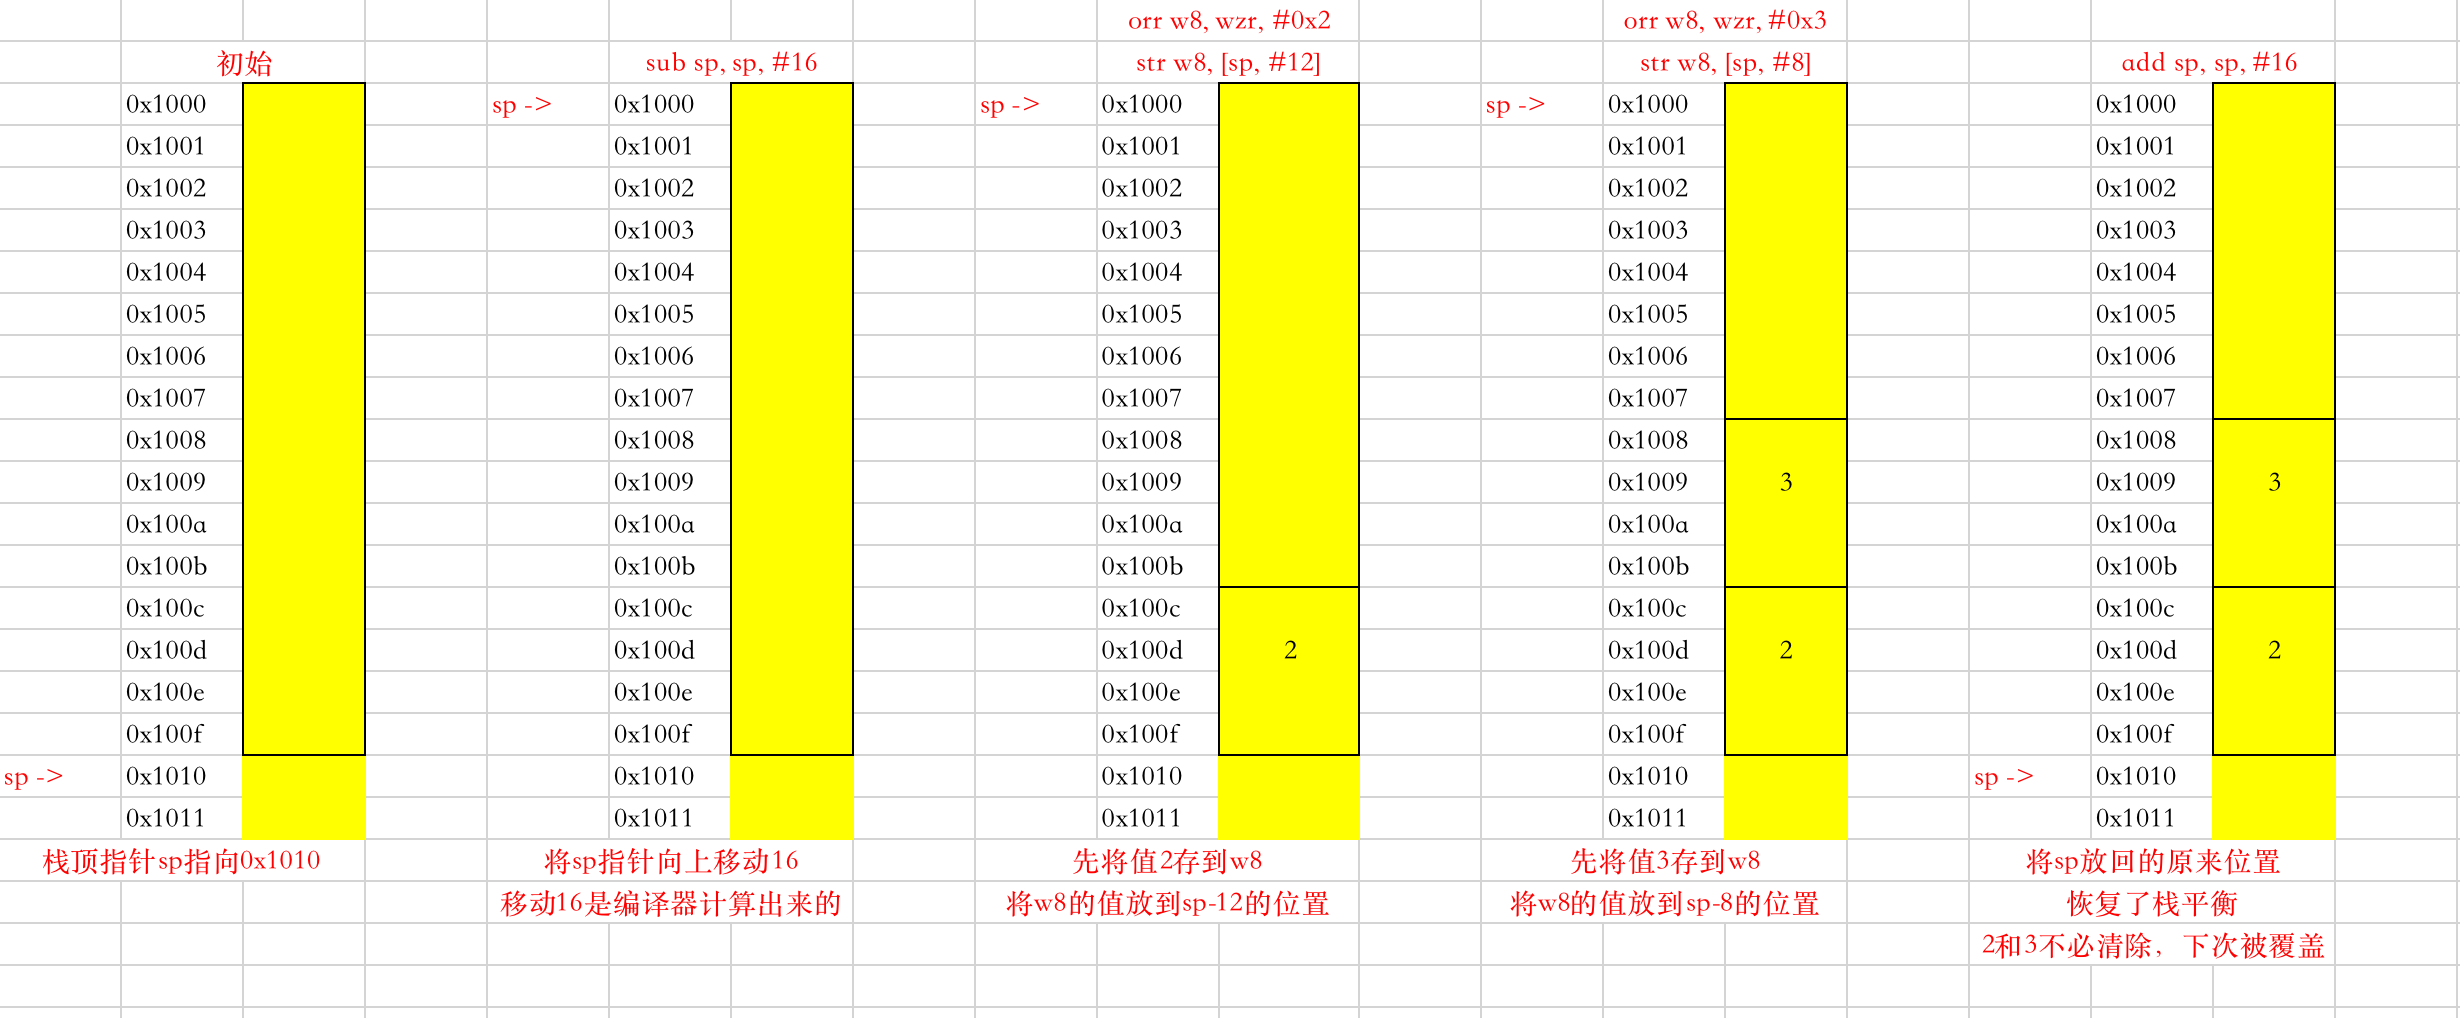 orr w8, wzr, #0x2 orr w8, wzr, #0x3
初始 sub sp, sp, #16 str w8, [sp, #12] str w8, [sp, #8] add sp, sp, #16
0x1000 sp -> 0x1000 sp -> 0x1000 sp -> 0x1000 0x1000
0x1001 0x1001 0x1001 0x1001 0x1001
0x1002 0x1002 0x1002 0x1002 0x1002
0x1003 0x1003 0x1003 0x1003 0x1003
0x1004 0x1004 0x1004 0x1004 0x1004
0x1005 0x1005 0x1005 0x1005 0x1005
0x1006 0x1006 0x1006 0x1006 0x1006
0x1007 0x1007 0x1007 0x1007 0x1007
0x1008 0x1008 0x1008 0x1008 0x1008
0x1009 0x1009 0x1009 0x1009 3 0x1009 3
0x100a 0x100a 0x100a 0x100a 0x100a
0x100b 0x100b 0x100b 0x100b 0x100b
0x100c 0x100c 0x100c 0x100c 0x100c
0x100d 0x100d 0x100d 2 0x100d 2 0x100d 2
0x100e 0x100e 0x100e 0x100e 0x100e
0x100f 0x100f 0x100f 0x100f 0x100f
sp -> 0x1010 0x1010 0x1010 0x1010 sp -> 0x1010
0x1011 0x1011 0x1011 0x1011 0x1011
栈顶指针sp指向0x1010 将sp指针向上移动16 先将值2存到w8 先将值3存到w8 将sp放回的原来位置
移动16是编译器计算出来的 将w8的值放到sp-12的位置 将w8的值放到sp-8的位置 恢复了栈平衡
2和3不必清除，下次被覆盖